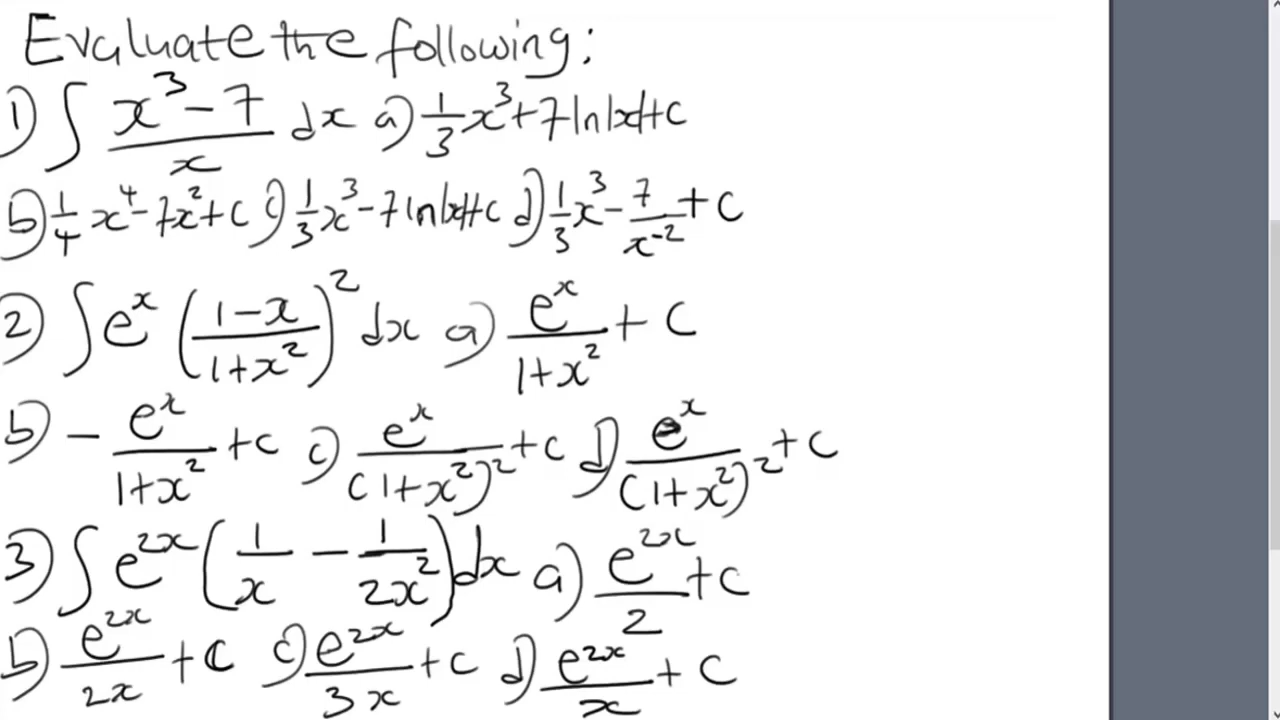 Evaluate the following:
1) ∫ (x³ - 7)/x dx a) 1/3 x³ + 7ln|x| + c
b) 1/4 x⁴ - 7x² + c c) 1/3 x³ - 7ln|x| + c d) 1/3 x³ - 7/x⁻² + c
2) ∫ eˣ ((1-x)/(1+x²))² dx a) eˣ/(1+x²) + c
b) - eˣ/(1+x²) + c c) eˣ/(1+x²)² + c d) eˣ/(1+x²)² + c
3) ∫ e²ˣ (1/x - 1/2x²) dx a) e²ˣ/2 + c
b) e²ˣ/2x + c c) e²ˣ/3x + c d) e²ˣ/x + c